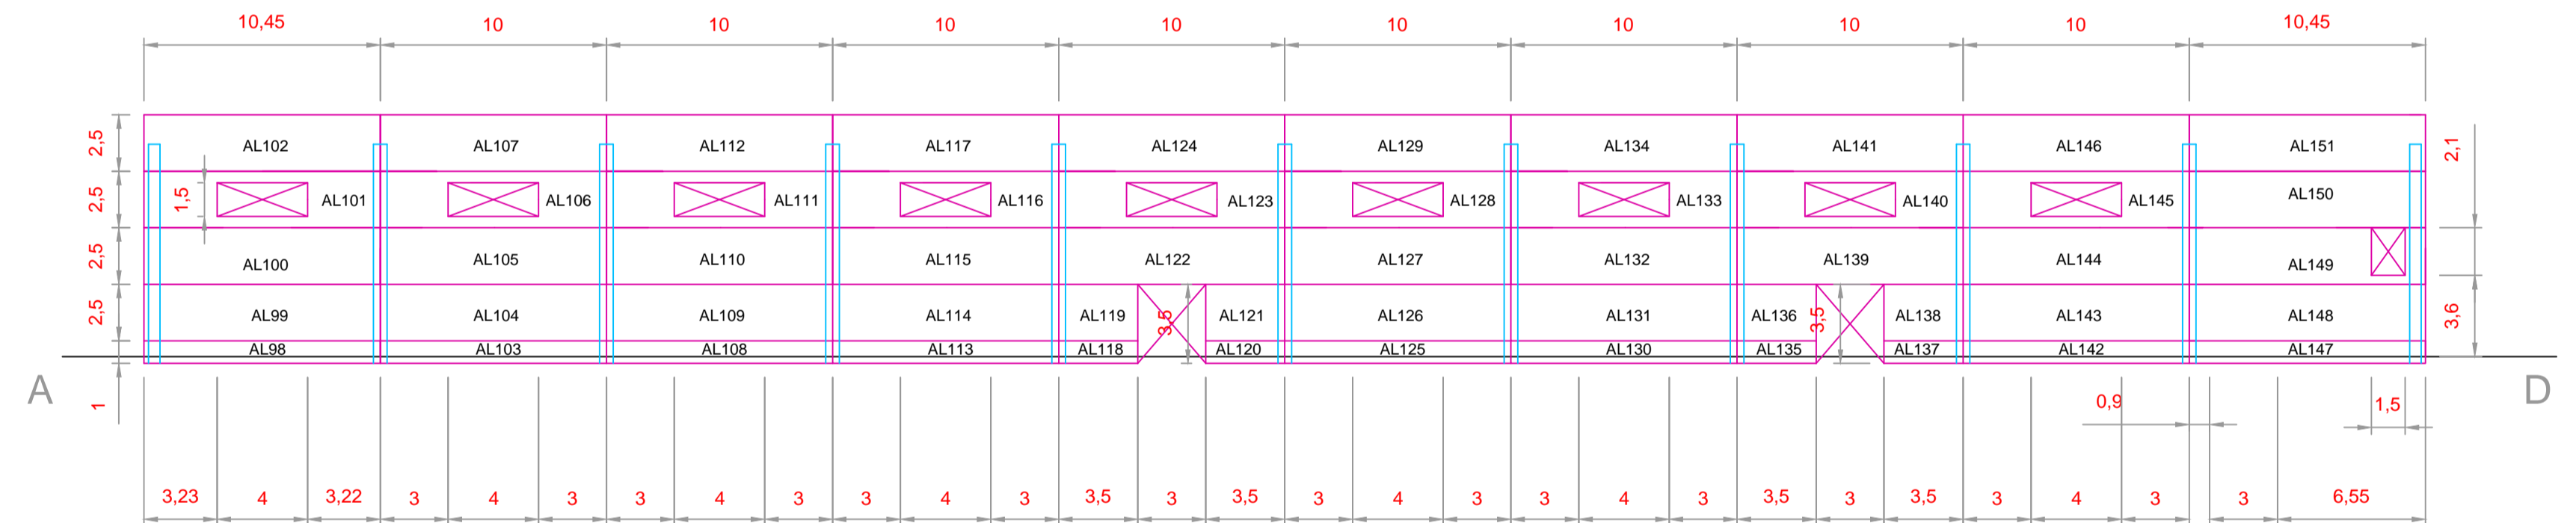 10,45 10 10 10 10 10 10 10 10 10,45
2,5 AL102 AL107 AL112 AL117 AL124 AL129 AL134 AL141 AL146 AL151 2,1
2,5 1,5 AL101 AL106 AL111 AL116 AL123 AL128 AL133 AL140 AL145 AL150
2,5 AL100 AL105 AL110 AL115 AL122 AL127 AL132 AL139 AL144 AL149
2,5 AL99 AL104 AL109 AL114 AL119 3,5 AL121 AL126 AL131 AL136 3,5 AL138 AL143 AL148 3,6
AL98 AL103 AL108 AL113 AL118 AL120 AL125 AL130 AL135 AL137 AL142 AL147
A 1 0,9 1,5 D
3,23 4 3,22 3 4 3 3 4 3 3 4 3 3,5 3 3,5 3 4 3 3 4 3 3,5 3 3,5 3 4 3 3 6,55